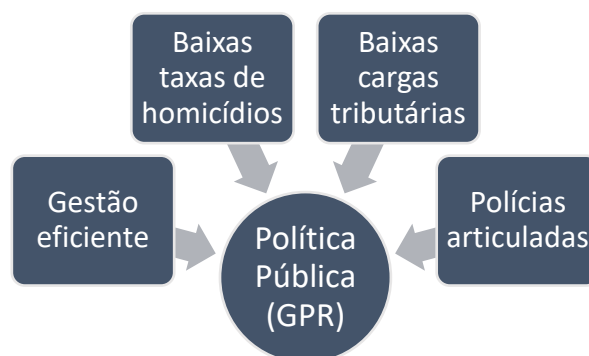 Baixas
taxas de
homicídios
Baixas
cargas
tributárias
Gestão
eficiente
Polícias
articuladas
Política
Pública
(GPR)